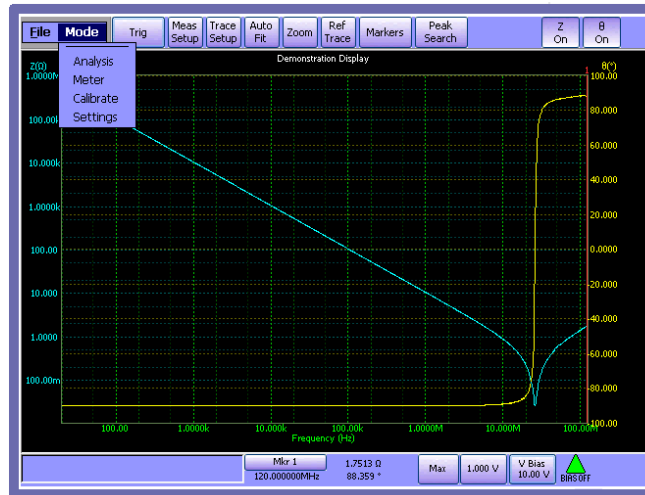 File Mode Trig Meas Setup Trace Setup Auto Fit Zoom Ref Trace Markers Peak Search Z On θ On
Demonstration Display
Analysis
Meter
Calibrate
Settings
Z(Ω)
θ(°)
1.0000M
100.00
80.000
100.00k
60.000
10.000k
40.000
1.0000k
20.000
100.00
0.0000
10.000
-20.000
-40.000
1.0000
-60.000
100.00m
-80.000
-100.00
100.00 1.0000k 10.000k 100.00k 1.0000M 10.000M 100.00M
Frequency (Hz)
Mkr 1 1.7513 Ω
120.000000MHz 88.359 °
Max
1.000 V
V Bias
10.00 V
BIAS OFF